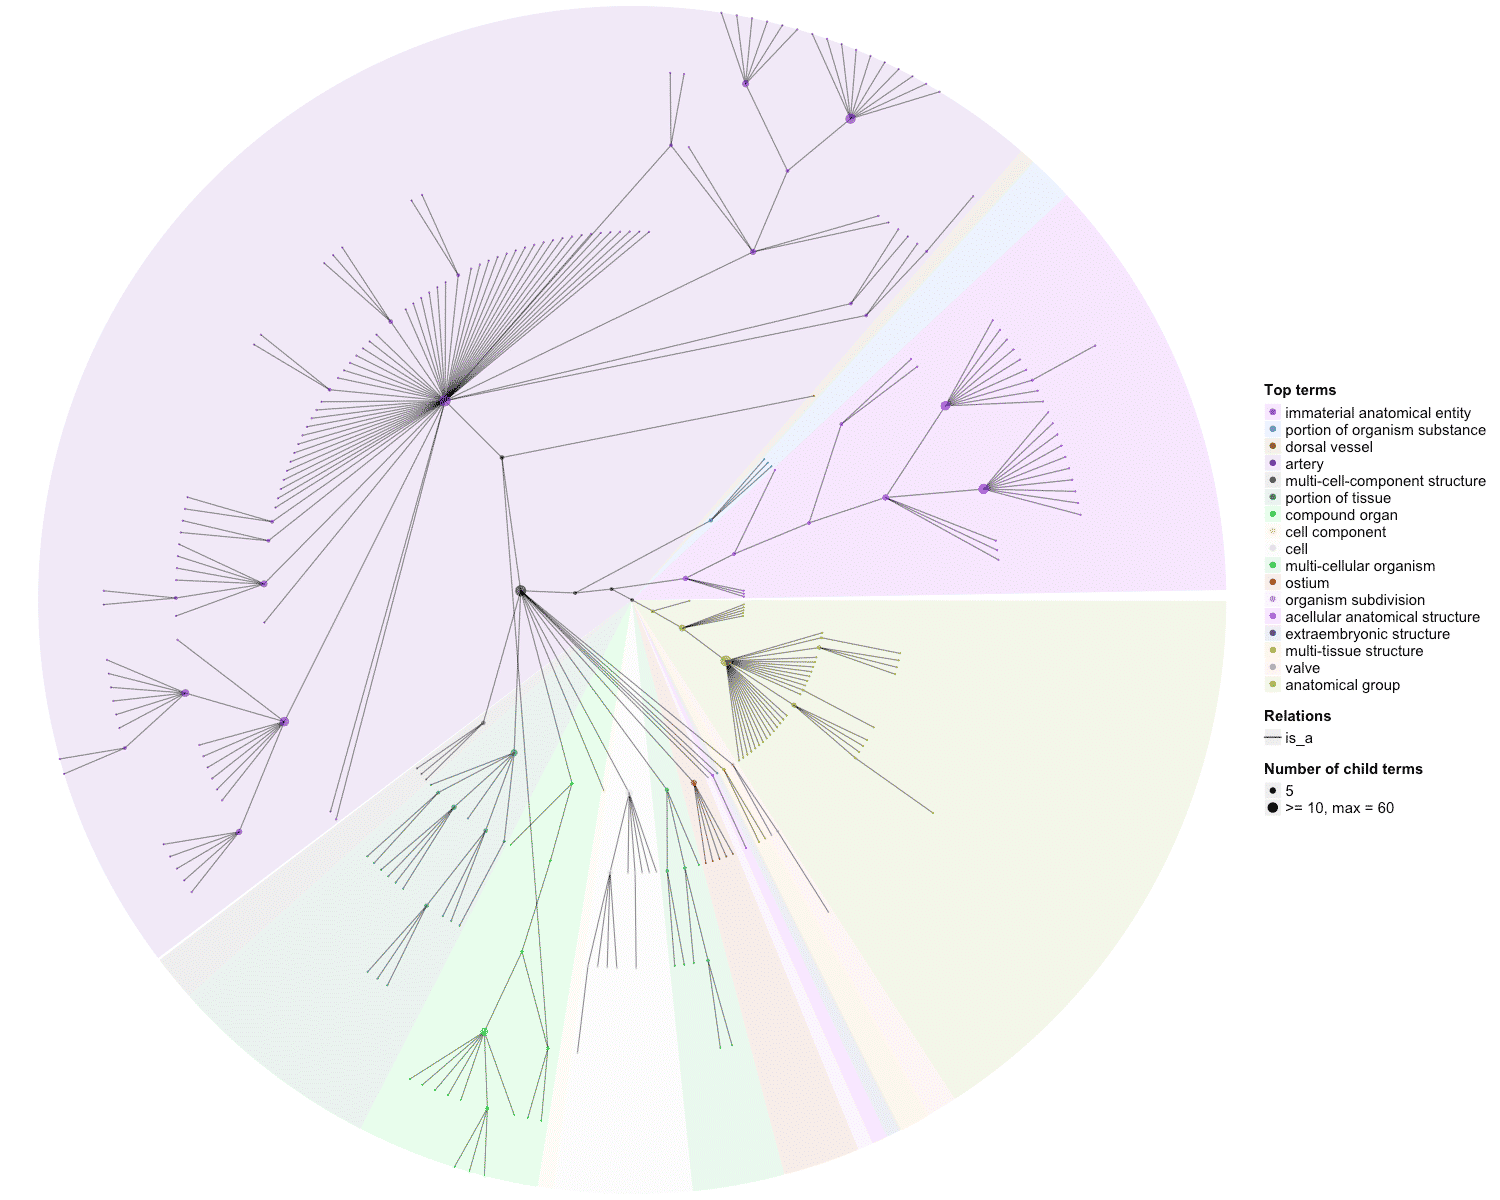 Top terms
immaterial anatomical entity
portion of organism substance
dorsal vessel
artery
multi-cell-component structure
portion of tissue
compound organ
cell component
cell
multi-cellular organism
ostium
organism subdivision
acellular anatomical structure
extraembryonic structure
multi-tissue structure
valve
anatomical group
Relations
is_a
Number of child terms
5
>= 10, max = 60